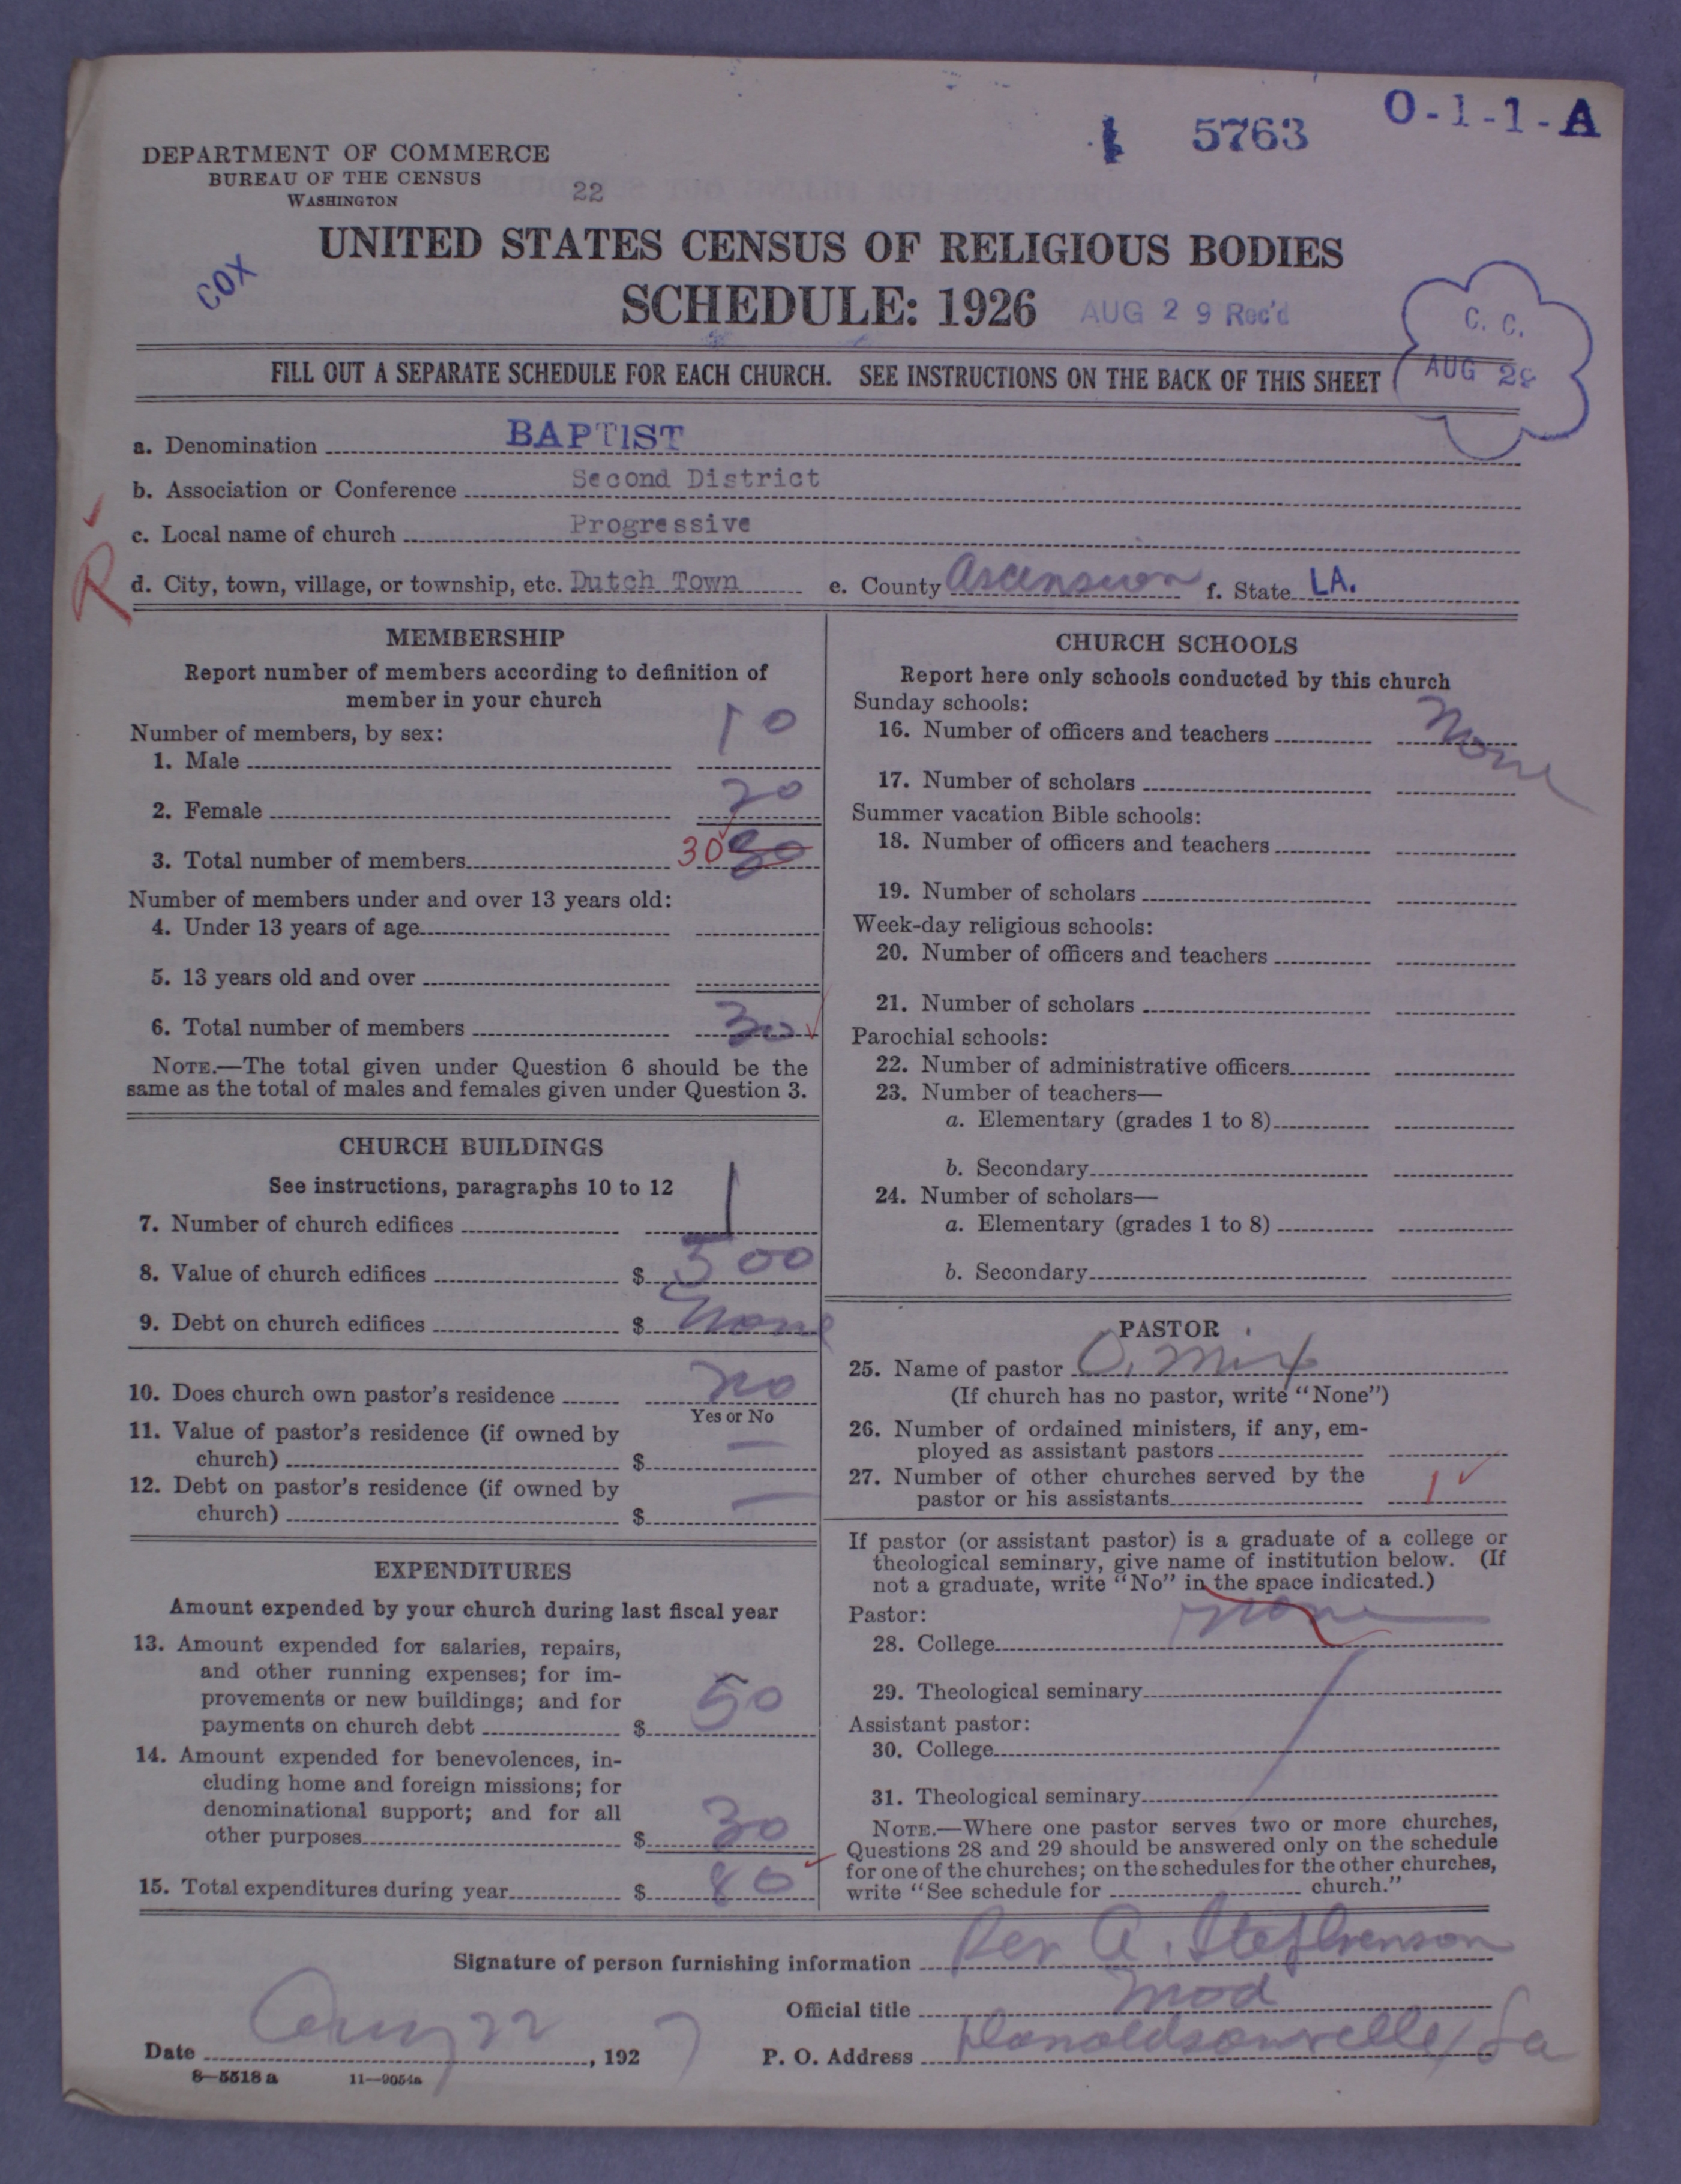 O-1-1-A
5763
DEPARTMENT OF COMMERCE
BUREAU OF THE CENSUS
WASHINGTON
22
UNITED STATES CENSUS OF RELIGIOUS BODIES
COX
SCHEDULE: 1926
AUG 29 Rec'd
C. C.
AUG 29
FILL OUT A SEPARATE SCHEDULE FOR EACH CHURCH. SEE INSTRUCTIONS ON THE BACK OF THIS SHEET
a. Denomination BAPTIST
b. Association or Conference Second District
c. Local name of church Progressive
R
d. City, town, village, or township, etc. Dutch Town e. County Ascension f. State LA.
MEMBERSHIP
Report number of members according to definition of
member in your church
Number of members, by sex:
1. Male 10
2. Female 20
3. Total number of members 30 30
Number of members under and over 13 years old:
4. Under 13 years of age
5. 13 years old and over
6. Total number of members 30
NOTE.—The total given under Question 6 should be the
same as the total of males and females given under Question 3.
CHURCH BUILDINGS
See instructions, paragraphs 10 to 12
7. Number of church edifices 1
8. Value of church edifices $ 500
9. Debt on church edifices $ None
10. Does church own pastor's residence no
Yes or No
11. Value of pastor's residence (if owned by
church) $ —
12. Debt on pastor's residence (if owned by
church) $ —
EXPENDITURES
Amount expended by your church during last fiscal year
13. Amount expended for salaries, repairs,
and other running expenses; for im-
provements or new buildings; and for
payments on church debt $ 50
14. Amount expended for benevolences, in-
cluding home and foreign missions; for
denominational support; and for all
other purposes $ 30
15. Total expenditures during year $ 80
CHURCH SCHOOLS
Report here only schools conducted by this church
Sunday schools:
16. Number of officers and teachers None
17. Number of scholars
Summer vacation Bible schools:
18. Number of officers and teachers
19. Number of scholars
Week-day religious schools:
20. Number of officers and teachers
21. Number of scholars
Parochial schools:
22. Number of administrative officers
23. Number of teachers—
a. Elementary (grades 1 to 8)
b. Secondary
24. Number of scholars—
a. Elementary (grades 1 to 8)
b. Secondary
PASTOR
25. Name of pastor O. Mix
(If church has no pastor, write "None")
26. Number of ordained ministers, if any, em-
ployed as assistant pastors
27. Number of other churches served by the
pastor or his assistants 1
If pastor (or assistant pastor) is a graduate of a college or
theological seminary, give name of institution below. (If
not a graduate, write "No" in the space indicated.)
Pastor:
28. College none
29. Theological seminary
Assistant pastor:
30. College
31. Theological seminary
NOTE.—Where one pastor serves two or more churches,
Questions 28 and 29 should be answered only on the schedule
for one of the churches; on the schedules for the other churches,
write "See schedule for church."
Signature of person furnishing information Rev A. Stephenson
Official title Mod
Date Aug 22, 1927 P. O. Address Donaldsonville, La
8—5518 a 11—9054a